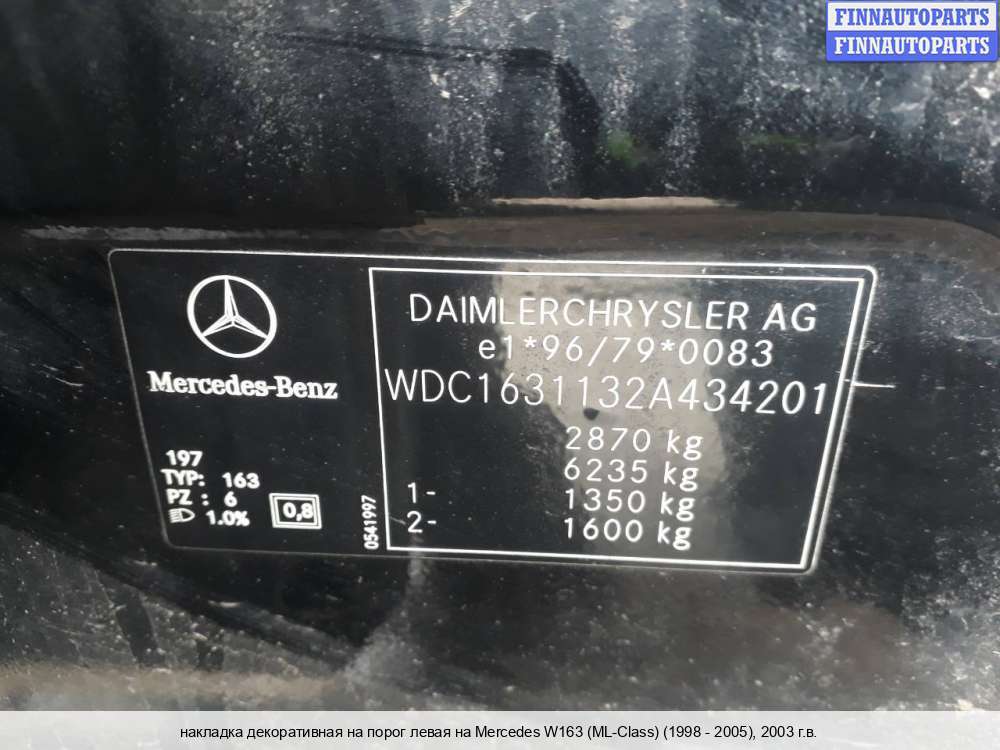 FINNAUTOPARTS
FINNAUTOPARTS
DAIMLERCHRYSLER AG
e1*96/79*0083
WDC1631132A434201
2870 kg
6235 kg
1- 1350 kg
2- 1600 kg
Mercedes-Benz
197
TYP: 163
PZ : 6
1.0%
0,8
0541997
накладка декоративная на порог левая на Mercedes W163 (ML-Class) (1998 - 2005), 2003 г.в.